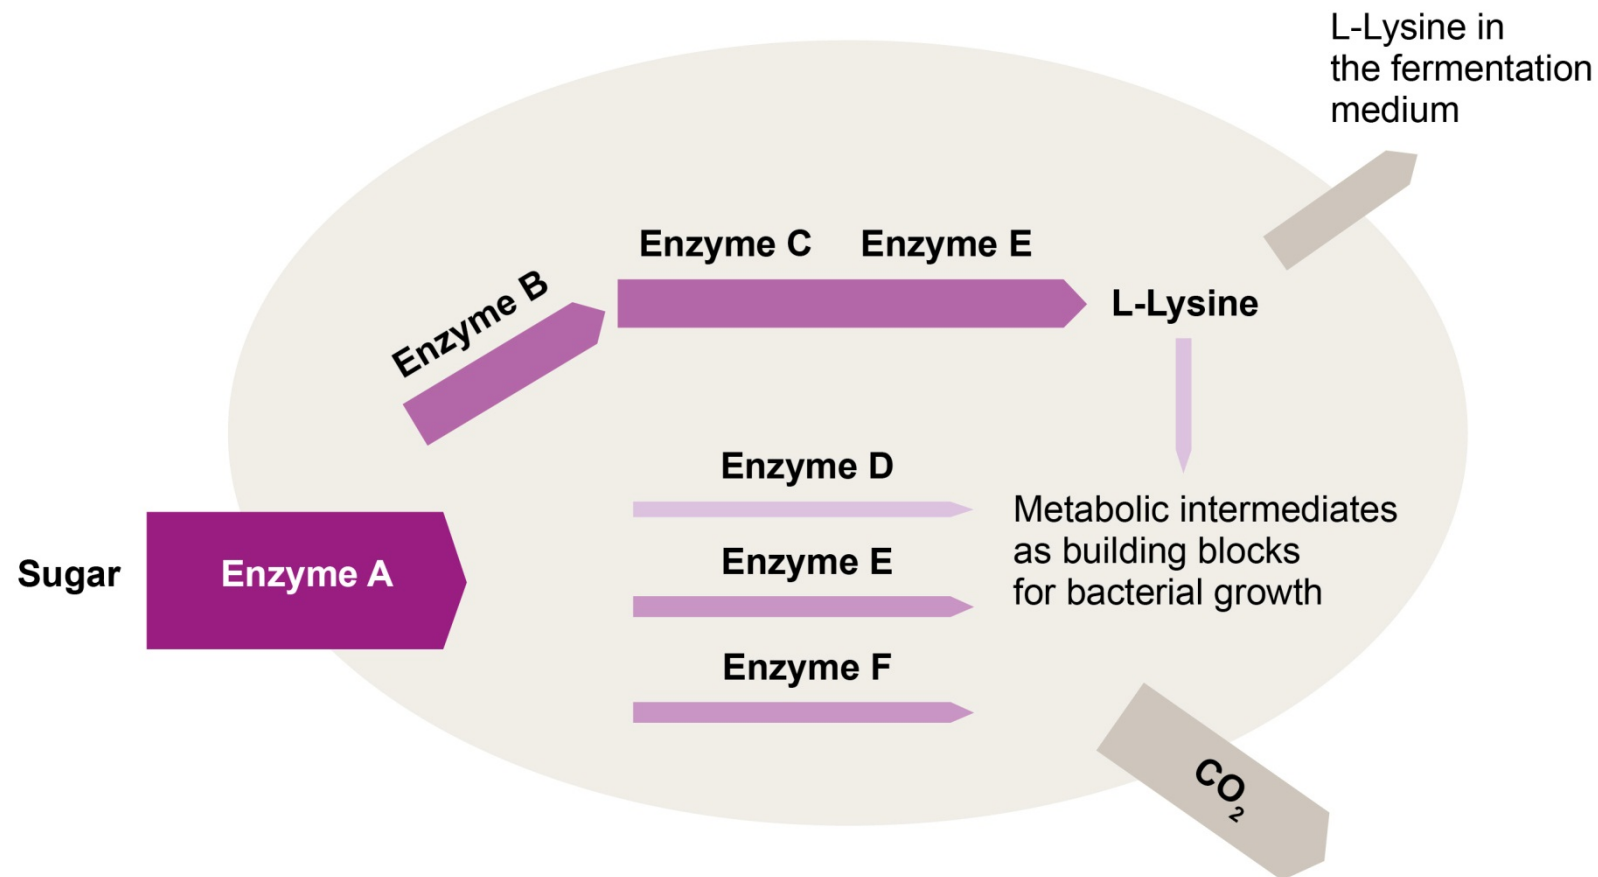 L-Lysine in
the fermentation
medium
Enzyme C
Enzyme E
Enzyme B
L-Lysine
Enzyme D
Metabolic intermediates
as building blocks
for bacterial growth
Enzyme E
Sugar
Enzyme A
Enzyme F
CO₂